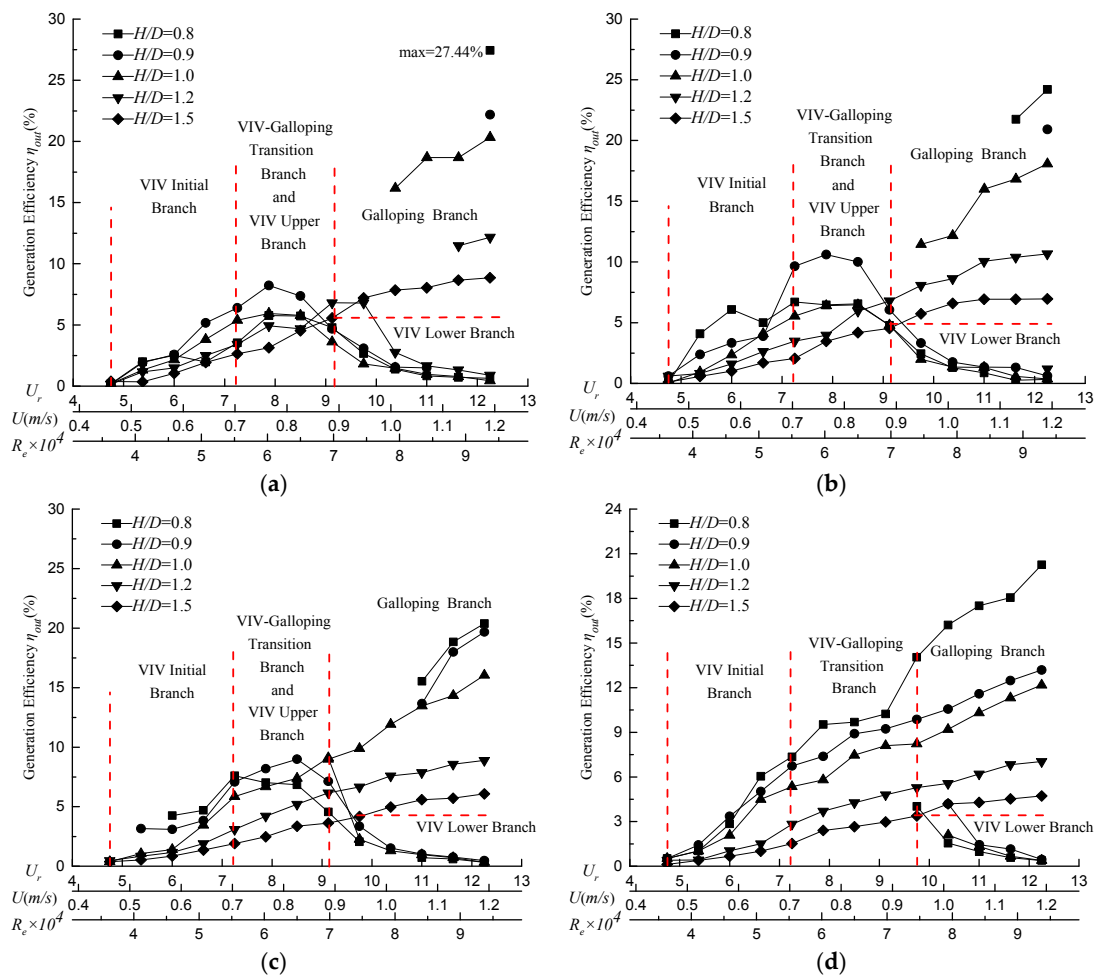 30
25
20
15
10
5
0
Generation Efficiency ηout(%)
H/D=0.8
H/D=0.9
H/D=1.0
H/D=1.2
H/D=1.5
max=27.44%
VIV-Galloping
Transition
Branch
and
VIV Upper
Branch
VIV Initial
Branch
Galloping Branch
VIV Lower Branch
Ur 4 5 6 7 8 9 10 11 12 13
U(m/s) 0.4 0.5 0.6 0.7 0.8 0.9 1.0 1.1 1.2
Re×10^4 4 5 6 7 8 9
(a)
30
25
20
15
10
5
0
Generation Efficiency ηout(%)
H/D=0.8
H/D=0.9
H/D=1.0
H/D=1.2
H/D=1.5
VIV-Galloping
Transition
Branch
and
VIV Upper
Branch
VIV Initial
Branch
Galloping Branch
VIV Lower Branch
Ur 4 5 6 7 8 9 10 11 12 13
U(m/s) 0.4 0.5 0.6 0.7 0.8 0.9 1.0 1.1 1.2
Re×10^4 4 5 6 7 8 9
(b)
30
25
20
15
10
5
0
Generation Efficiency ηout(%)
H/D=0.8
H/D=0.9
H/D=1.0
H/D=1.2
H/D=1.5
Galloping Branch
VIV-Galloping
Transition
Branch
and
VIV Upper
Branch
VIV Initial
Branch
VIV Lower Branch
Ur 4 5 6 7 8 9 10 11 12 13
U(m/s) 0.4 0.5 0.6 0.7 0.8 0.9 1.0 1.1 1.2
Re×10^4 4 5 6 7 8 9
(c)
24
21
18
15
12
9
6
3
0
Generation Efficiency ηout(%)
H/D=0.8
H/D=0.9
H/D=1.0
H/D=1.2
H/D=1.5
VIV-Galloping
Transition
Branch
VIV Initial
Branch
Galloping Branch
VIV Lower Branch
Ur 4 5 6 7 8 9 10 11 12 13
U(m/s) 0.4 0.5 0.6 0.7 0.8 0.9 1.0 1.1 1.2
Re×10^4 4 5 6 7 8 9
(d)